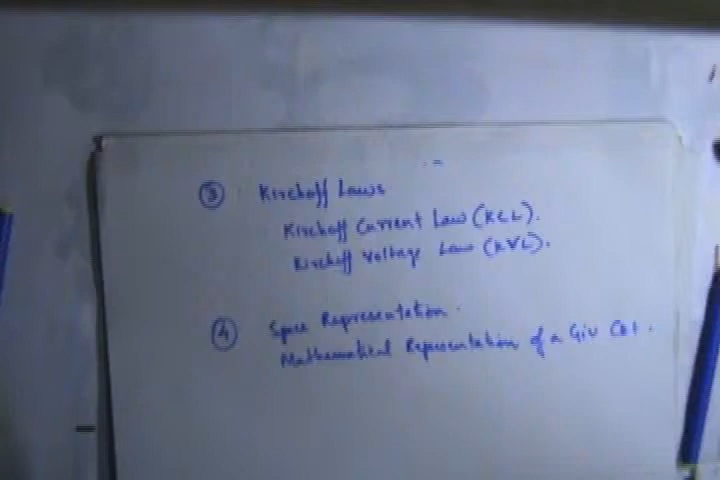 ③ Kirchoff Laws
Kirchoff Current Law (KCL).
Kirchoff Voltage Law (KVL).
④ Space Representation.
Mathematical Representation of a Giv Ckt.